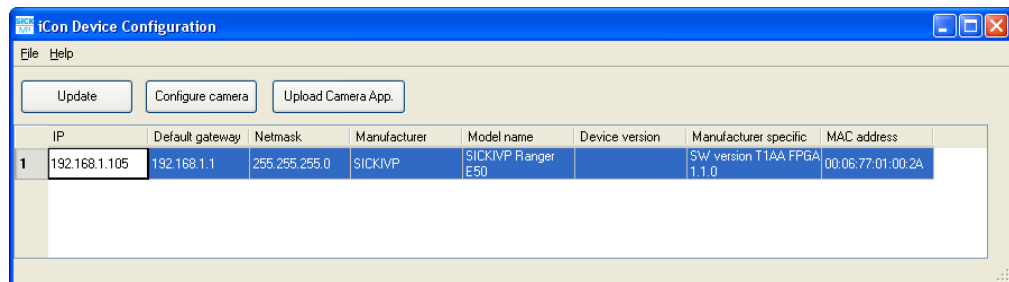 SICK
IVP
iCon Device Configuration
File Help
Update Configure camera Upload Camera App.
IP Default gateway Netmask Manufacturer Model name Device version Manufacturer specific MAC address
1 192.168.1.105 192.168.1.1 255.255.255.0 SICKIVP SICKIVP Ranger E50 SW version T1AA FPGA 1.1.0 00:06:77:01:00:2A